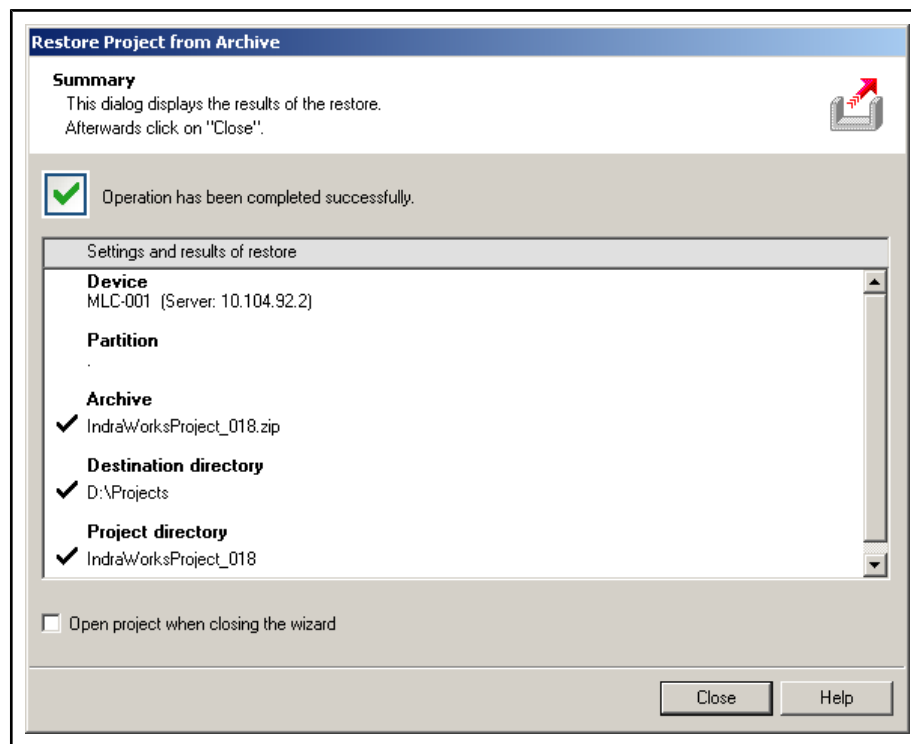 Restore Project from Archive
Summary
This dialog displays the results of the restore.
Afterwards click on "Close".
Operation has been completed successfully.
Settings and results of restore
Device
MLC-001 (Server: 10.104.92.2)
Partition
.
Archive
IndraWorksProject_018.zip
Destination directory
D:\Projects
Project directory
IndraWorksProject_018
Open project when closing the wizard
Close Help